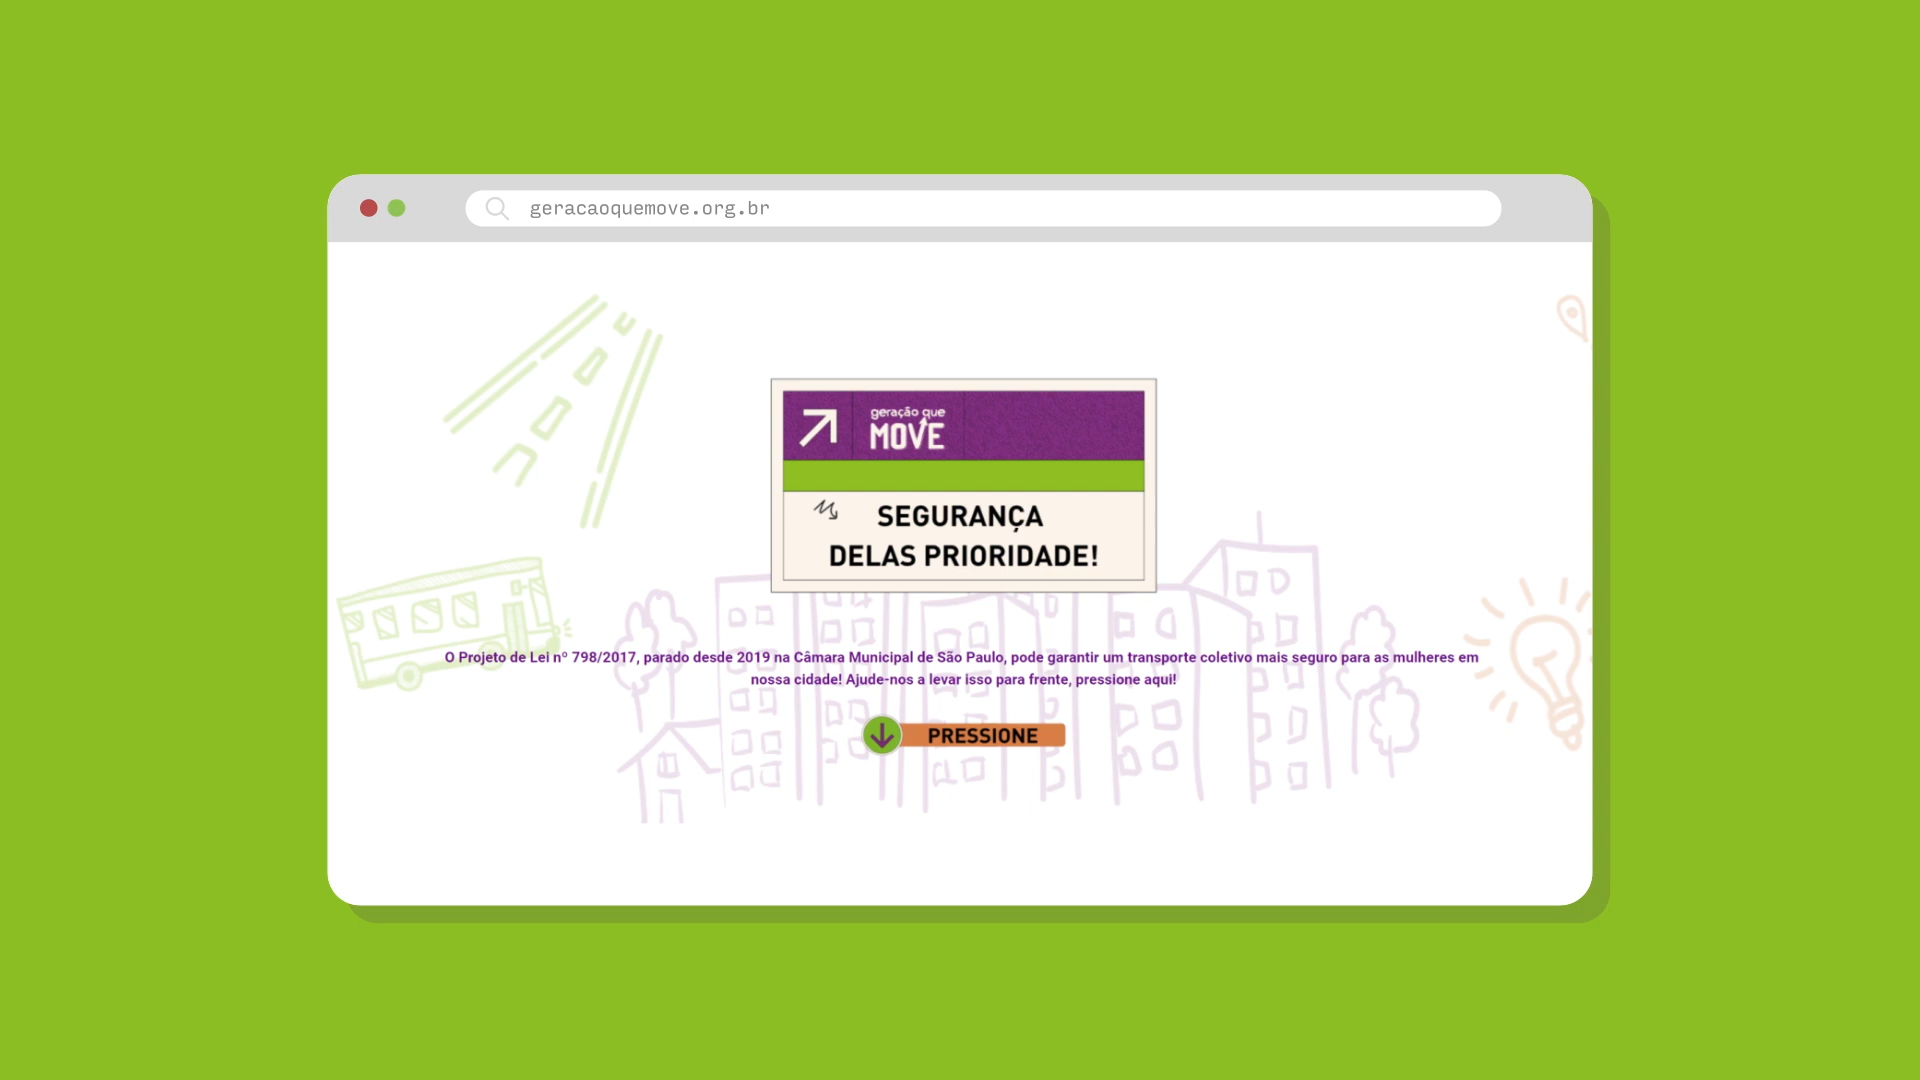 geracaoquemove.org.br
geração que
MOVE
SEGURANÇA
DELAS PRIORIDADE!
O Projeto de Lei nº 798/2017, parado desde 2019 na Câmara Municipal de São Paulo, pode garantir um transporte coletivo mais seguro para as mulheres em
nossa cidade! Ajude-nos a levar isso para frente, pressione aqui!
PRESSIONE